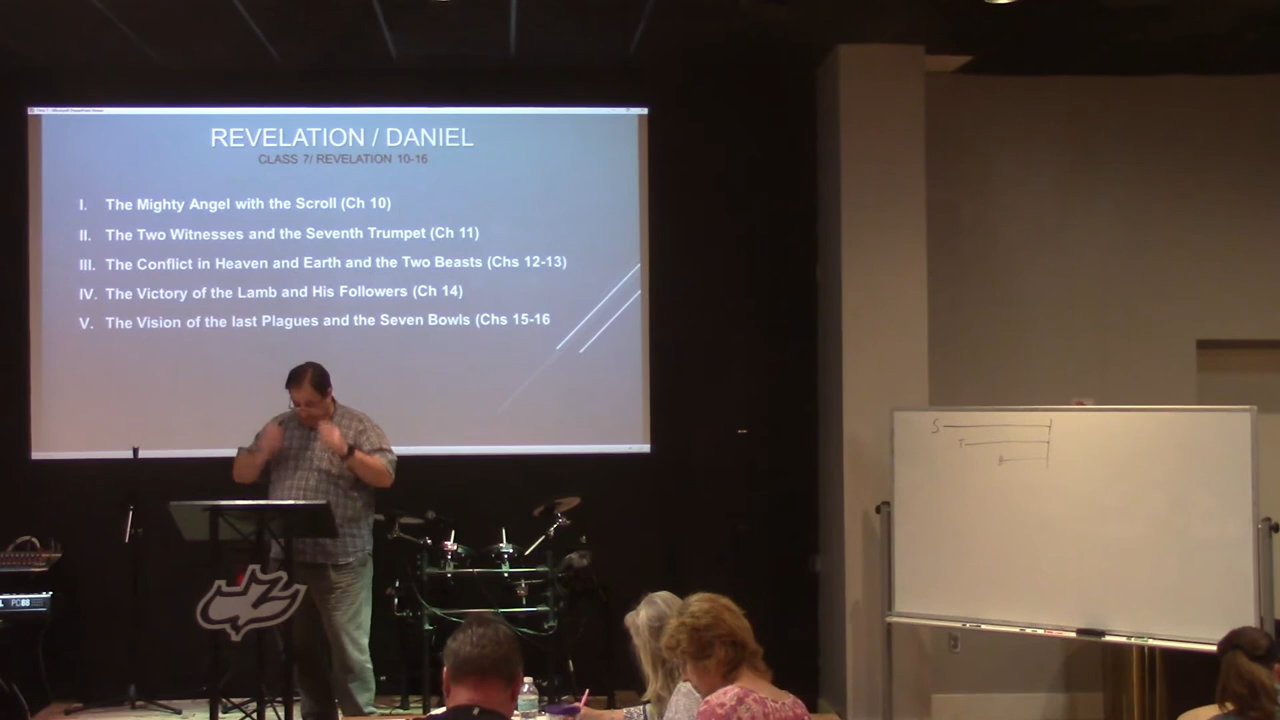 REVELATION / DANIEL
CLASS 7/ REVELATION 10-16
I. The Mighty Angel with the Scroll (Ch 10)
II. The Two Witnesses and the Seventh Trumpet (Ch 11)
III. The Conflict in Heaven and Earth and the Two Beasts (Chs 12-13)
IV. The Victory of the Lamb and His Followers (Ch 14)
V. The Vision of the last Plagues and the Seven Bowls (Chs 15-16
S
T
B
PC88
Z